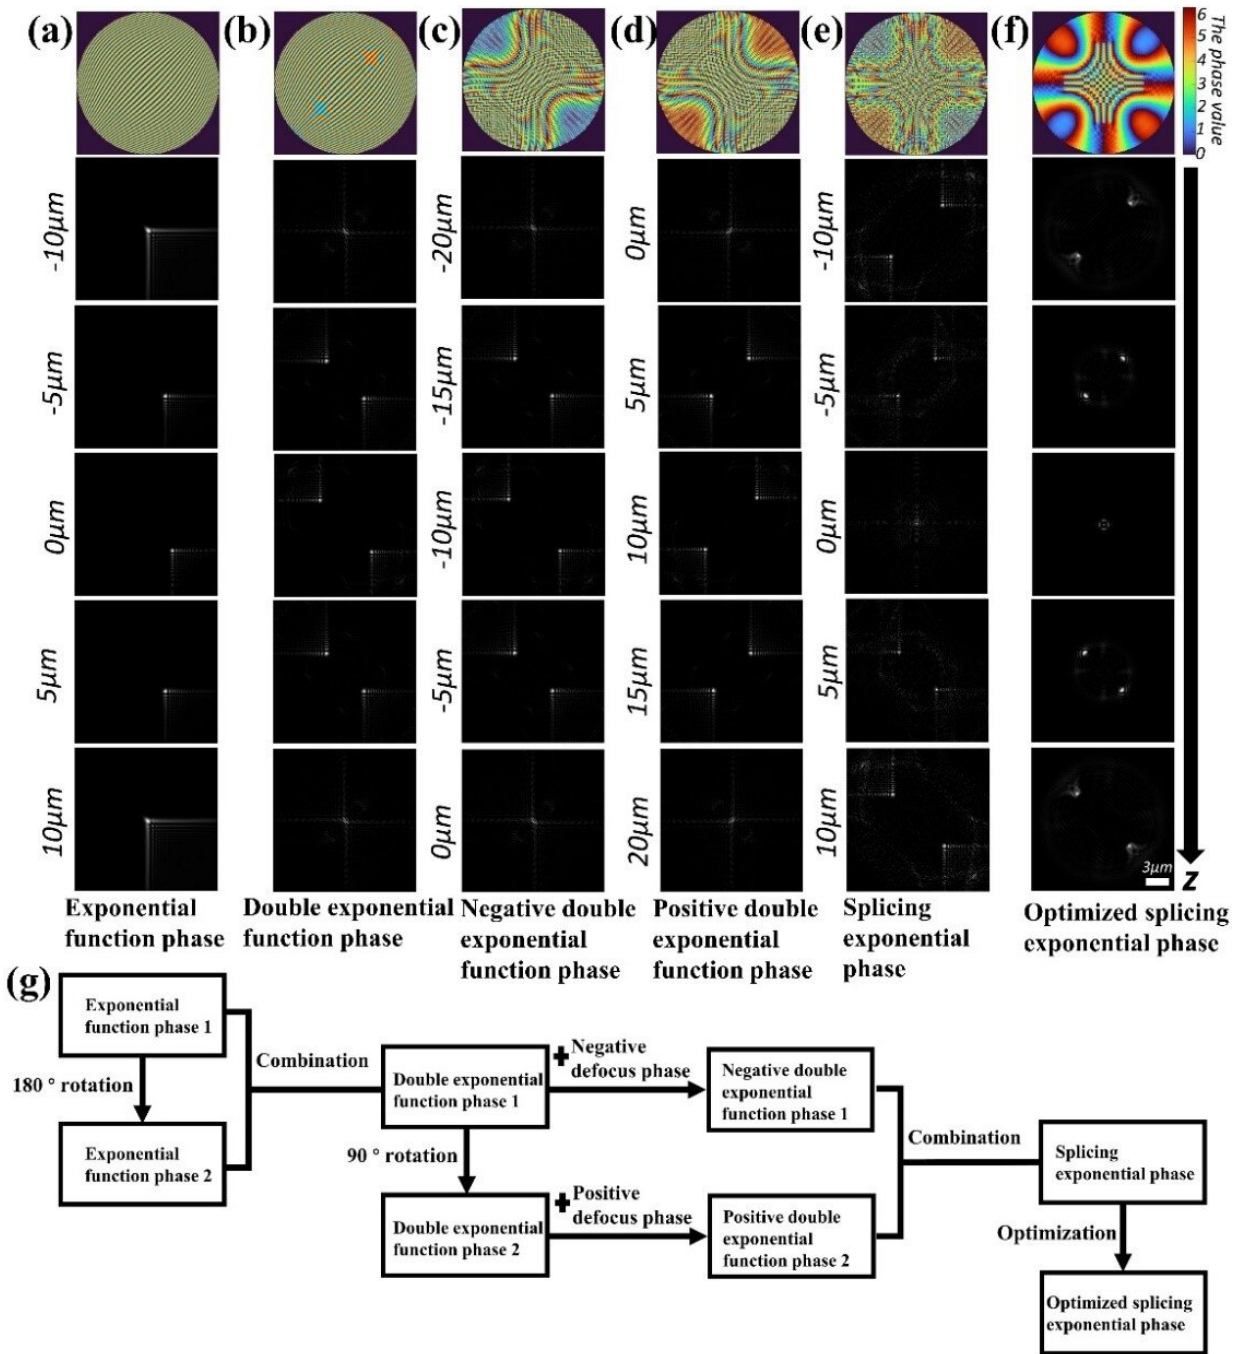 (a)
(b)
(c)
(d)
(e)
(f)
6
5
4
3
2
1
0
The phase value
-10μm
-20μm
0μm
-10μm
-5μm
-15μm
5μm
-5μm
0μm
-10μm
10μm
0μm
5μm
-5μm
15μm
5μm
10μm
0μm
20μm
10μm
3μm
z
Exponential
function phase
Double exponential
function phase
Negative double
exponential
function phase
Positive double
exponential
function phase
Splicing
exponential
phase
Optimized splicing
exponential phase
(g)
Exponential
function phase 1
180 ° rotation
Exponential
function phase 2
Combination
Double exponential
function phase 1
90 ° rotation
Double exponential
function phase 2
+ Negative
defocus phase
+ Positive
defocus phase
Negative double
exponential
function phase 1
Positive double
exponential
function phase 2
Combination
Splicing
exponential phase
Optimization
Optimized splicing
exponential phase